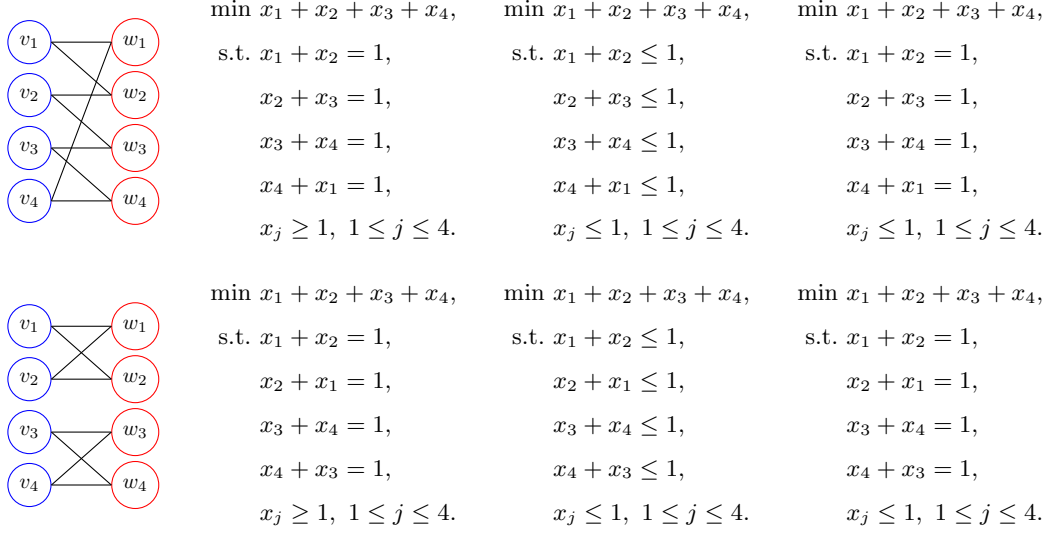 v₁ w₁
v₂ w₂
v₃ w₃
v₄ w₄
min x₁ + x₂ + x₃ + x₄,
s.t. x₁ + x₂ = 1,
x₂ + x₃ = 1,
x₃ + x₄ = 1,
x₄ + x₁ = 1,
x_j ≥ 1, 1 ≤ j ≤ 4.
min x₁ + x₂ + x₃ + x₄,
s.t. x₁ + x₂ ≤ 1,
x₂ + x₃ ≤ 1,
x₃ + x₄ ≤ 1,
x₄ + x₁ ≤ 1,
x_j ≤ 1, 1 ≤ j ≤ 4.
min x₁ + x₂ + x₃ + x₄,
s.t. x₁ + x₂ = 1,
x₂ + x₃ = 1,
x₃ + x₄ = 1,
x₄ + x₁ = 1,
x_j ≤ 1, 1 ≤ j ≤ 4.
v₁ w₁
v₂ w₂
v₃ w₃
v₄ w₄
min x₁ + x₂ + x₃ + x₄,
s.t. x₁ + x₂ = 1,
x₂ + x₁ = 1,
x₃ + x₄ = 1,
x₄ + x₃ = 1,
x_j ≥ 1, 1 ≤ j ≤ 4.
min x₁ + x₂ + x₃ + x₄,
s.t. x₁ + x₂ ≤ 1,
x₂ + x₁ ≤ 1,
x₃ + x₄ ≤ 1,
x₄ + x₃ ≤ 1,
x_j ≤ 1, 1 ≤ j ≤ 4.
min x₁ + x₂ + x₃ + x₄,
s.t. x₁ + x₂ = 1,
x₂ + x₁ = 1,
x₃ + x₄ = 1,
x₄ + x₃ = 1,
x_j ≤ 1, 1 ≤ j ≤ 4.